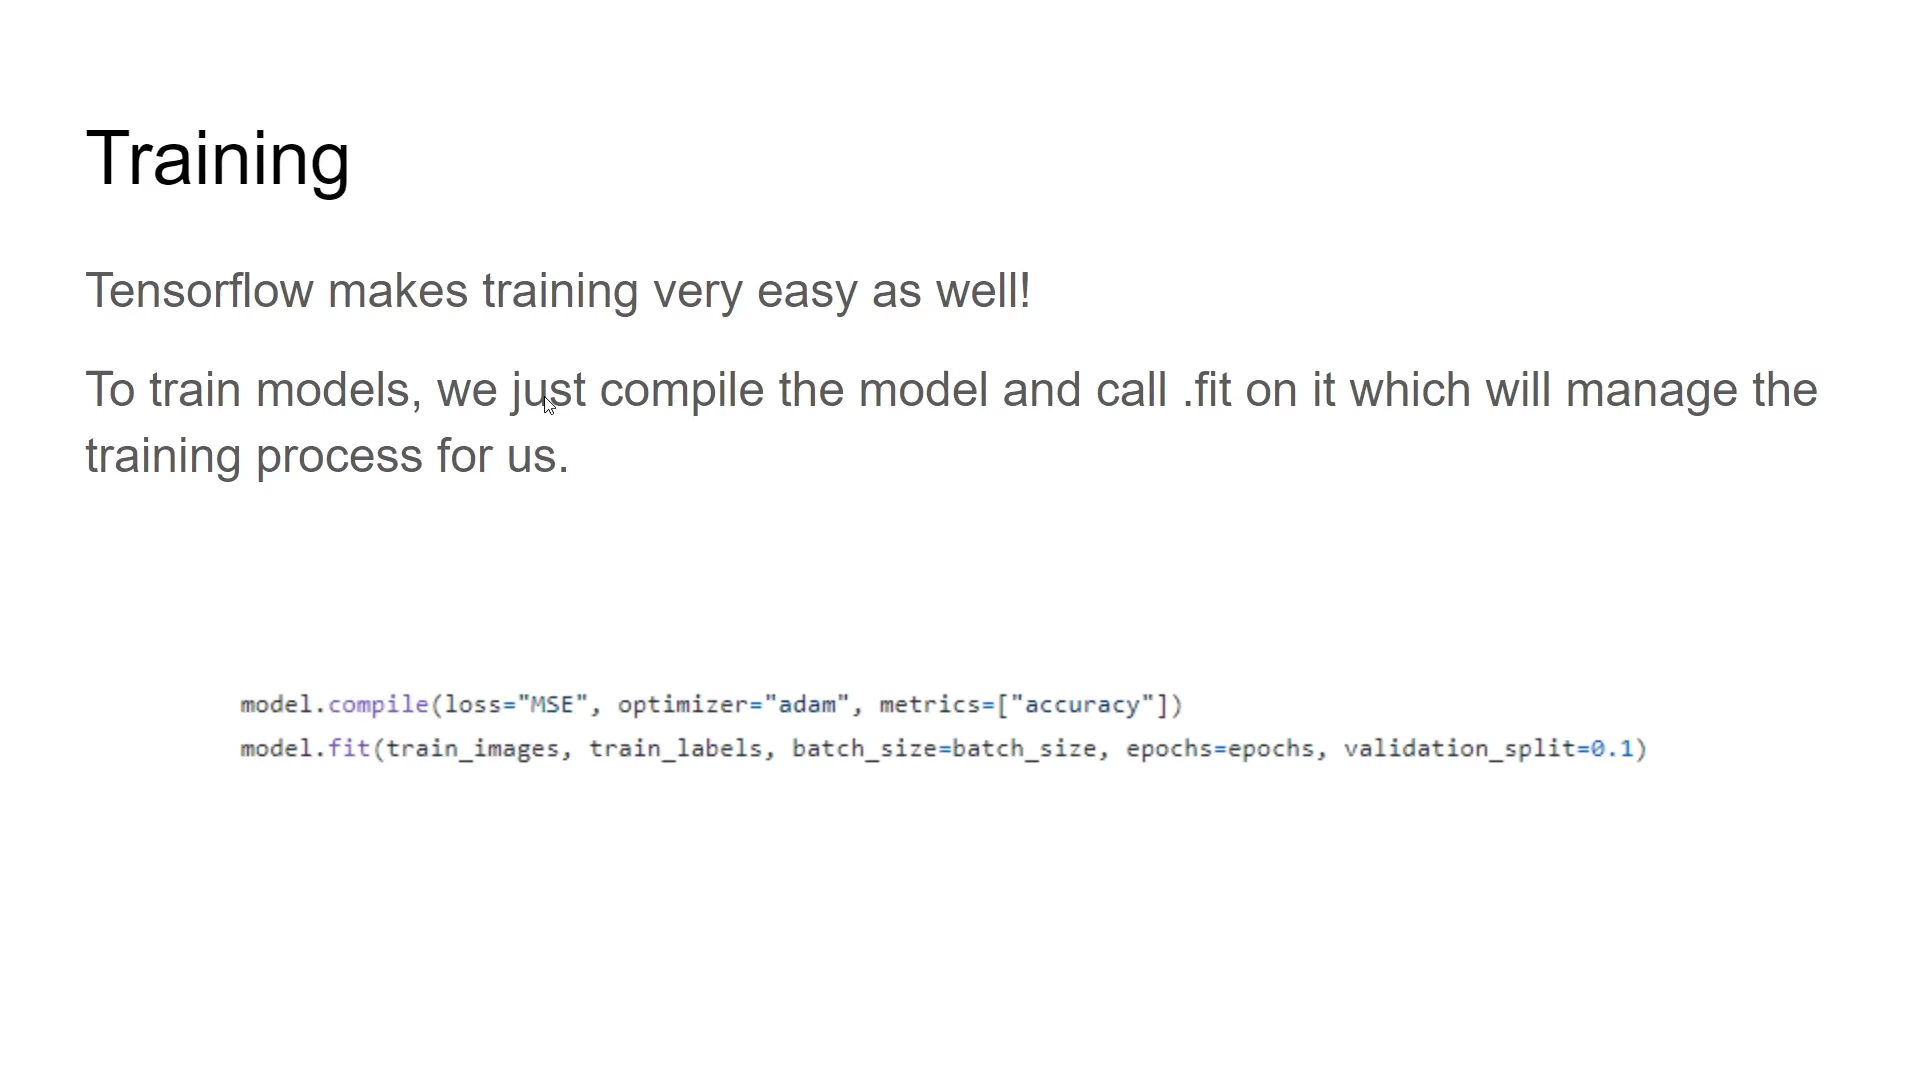 Training
Tensorflow makes training very easy as well!
To train models, we just compile the model and call .fit on it which will manage the
training process for us.
model.compile(loss="MSE", optimizer="adam", metrics=["accuracy"])
model.fit(train_images, train_labels, batch_size=batch_size, epochs=epochs, validation_split=0.1)